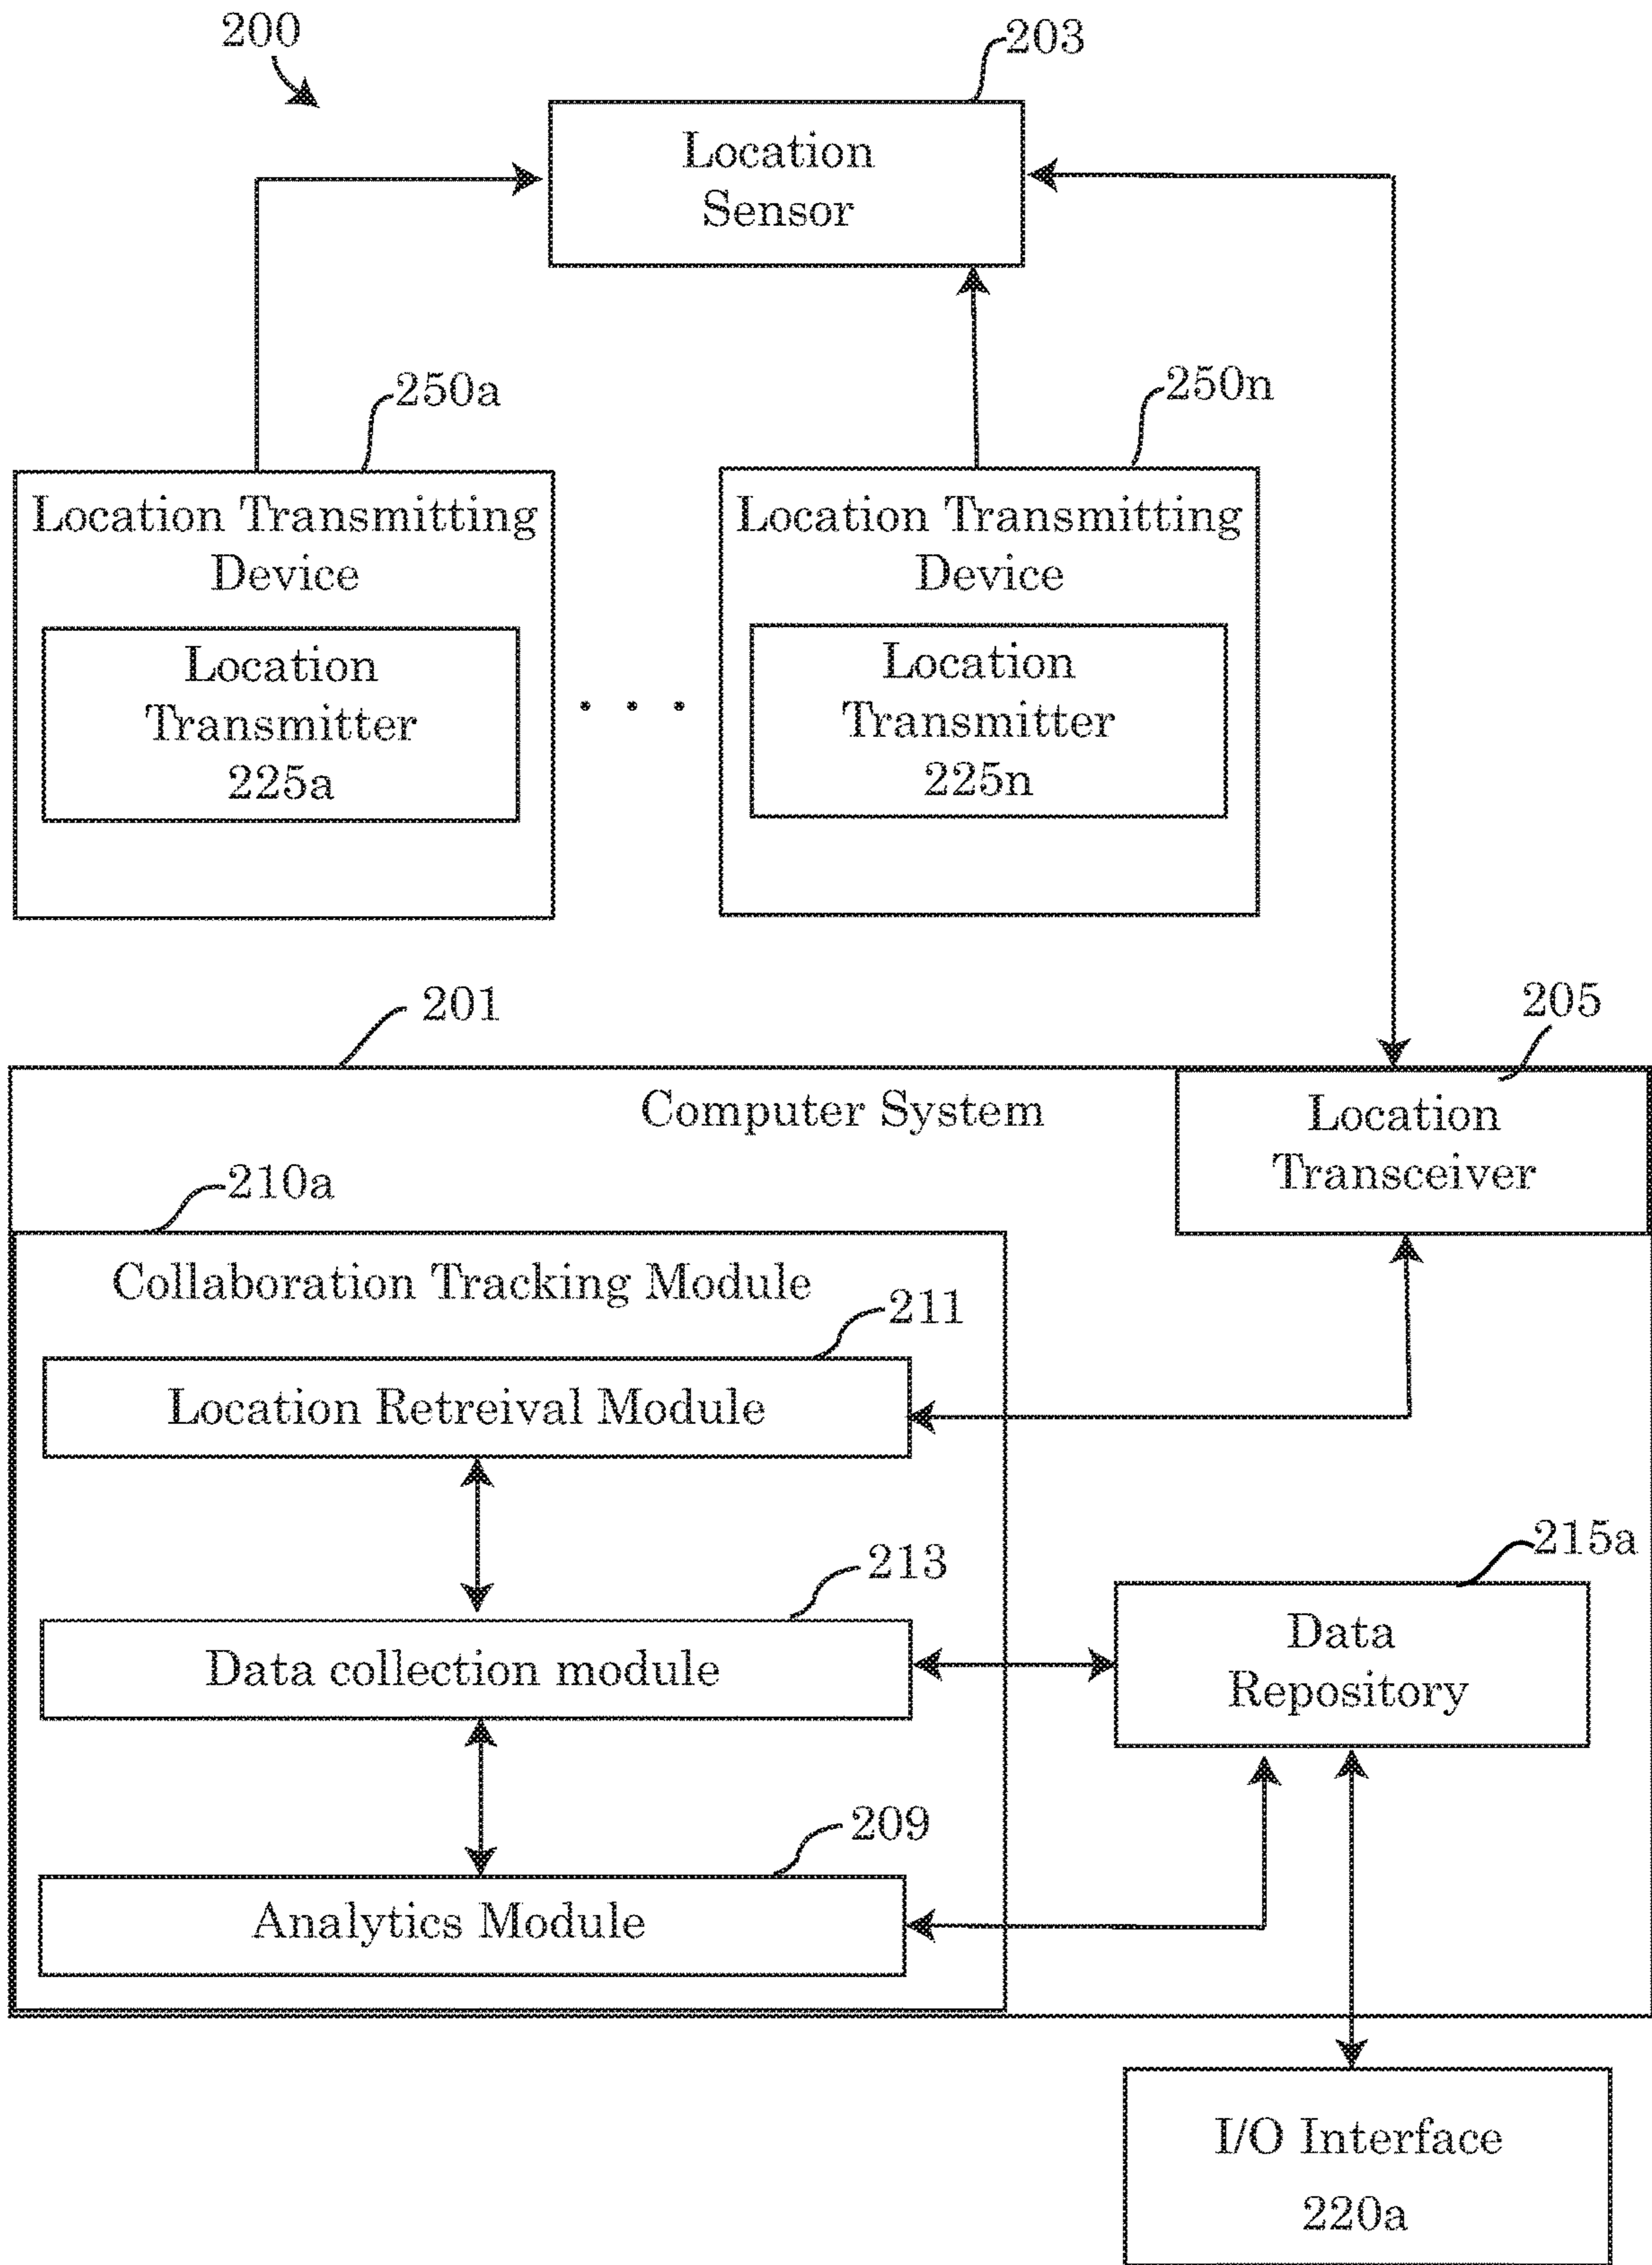 200
203
Location
Sensor
250a
250n
Location Transmitting
Device
Location
Transmitter
225a
. . .
Location Transmitting
Device
Location
Transmitter
225n
201
205
Computer System
Location
Transceiver
210a
Collaboration Tracking Module
211
Location Retreival Module
213
Data collection module
215a
Data
Repository
209
Analytics Module
I/O Interface
220a